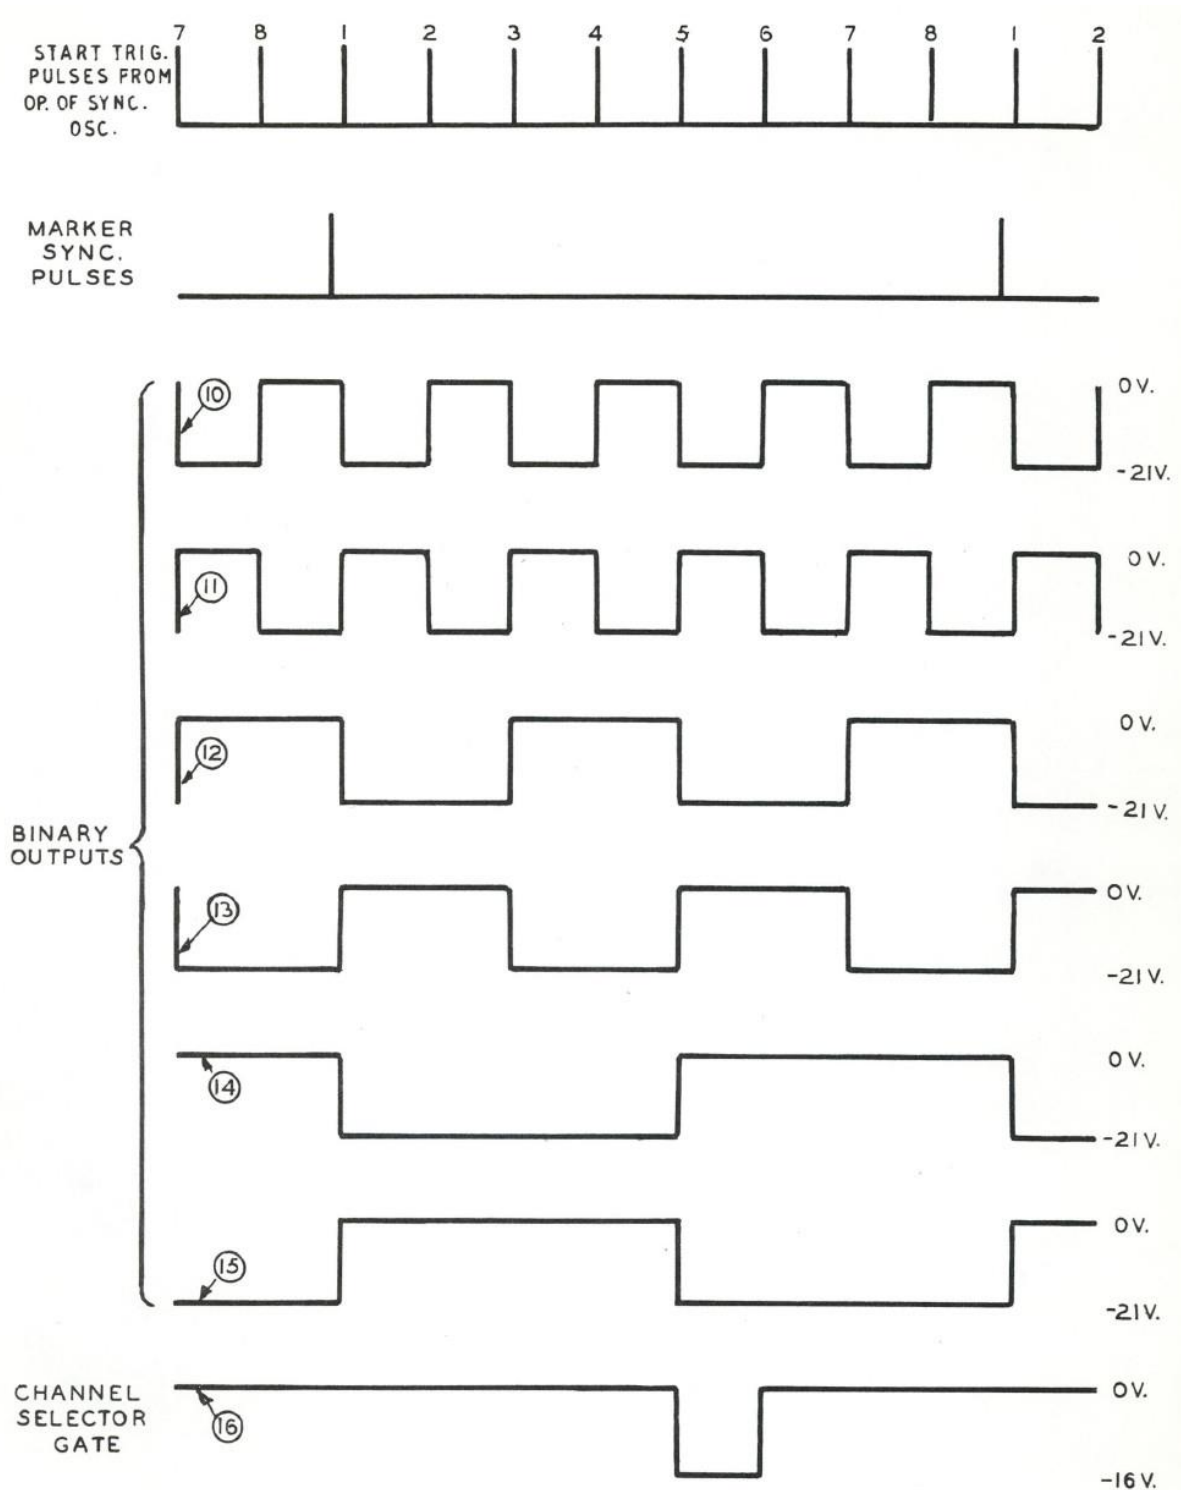 7 8 1 2 3 4 5 6 7 8 1 2
START TRIG.
PULSES FROM
OP. OF SYNC.
OSC.
MARKER
SYNC.
PULSES
10
0V.
-21V.
11
0V.
-21V.
12
0V.
-21V.
BINARY
OUTPUTS
13
0V.
-21V.
14
0V.
-21V.
15
0V.
-21V.
CHANNEL
SELECTOR
GATE
16
0V.
-16V.